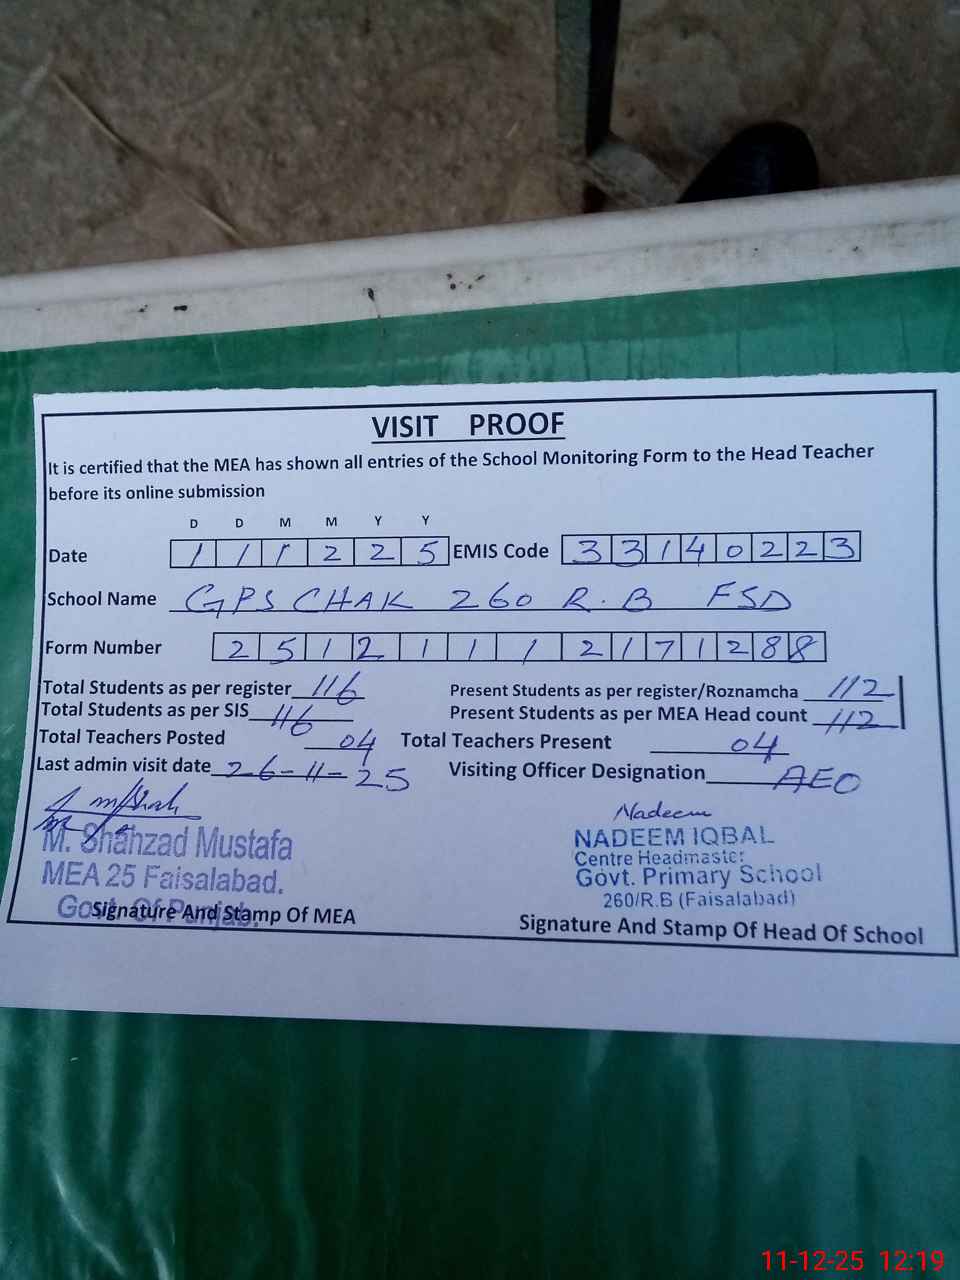 VISIT PROOF
It is certified that the MEA has shown all entries of the School Monitoring Form to the Head Teacher
before its online submission
D D M M Y Y
Date 1 1 1 2 2 5 EMIS Code 3 3 1 4 0 2 2 3
School Name GPS CHAK 260 R.B FSD
Form Number 2 5 1 2 1 1 1 2 1 7 1 2 8 8
Total Students as per register 116 Present Students as per register/Roznamcha 112
Total Students as per SIS 116 Present Students as per MEA Head count 112
Total Teachers Posted 04 Total Teachers Present 04
Last admin visit date 26-11-25 Visiting Officer Designation AEO
Nadeem
M. Shahzad Mustafa NADEEM IQBAL
Centre Headmaster
MEA 25 Faisalabad. Govt. Primary School
Govt. Of Punjab. 260/R.B (Faisalabad)
Signature And Stamp Of MEA Signature And Stamp Of Head Of School
11-12-25 12:19